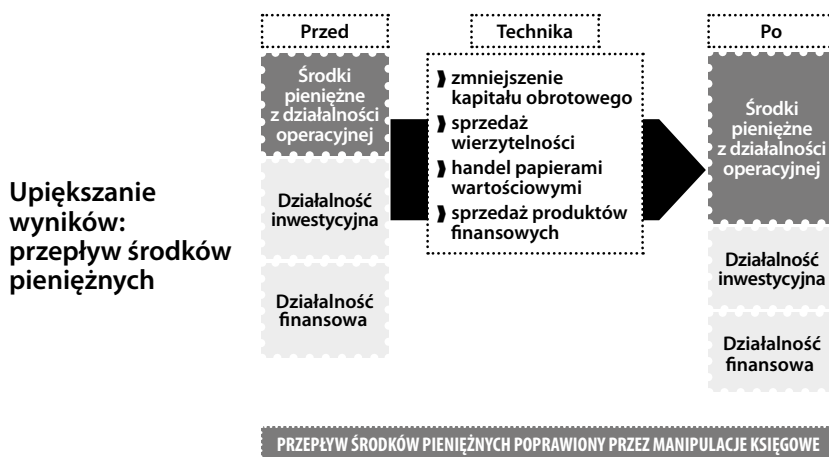 Przed
Technika
Po
Środki
pieniężne
z działalności
operacyjnej
Działalność
inwestycyjna
Działalność
finansowa
❱ zmniejszenie
kapitału obrotowego
❱ sprzedaż
wierzytelności
❱ handel papierami
wartościowymi
❱ sprzedaż produktów
finansowych
Środki
pieniężne
z działalności
operacyjnej
Działalność
inwestycyjna
Działalność
finansowa
Upiększanie
wyników:
przepływ środków
pieniężnych
PRZEPŁYW ŚRODKÓW PIENIĘŻNYCH POPRAWIONY PRZEZ MANIPULACJE KSIĘGOWE